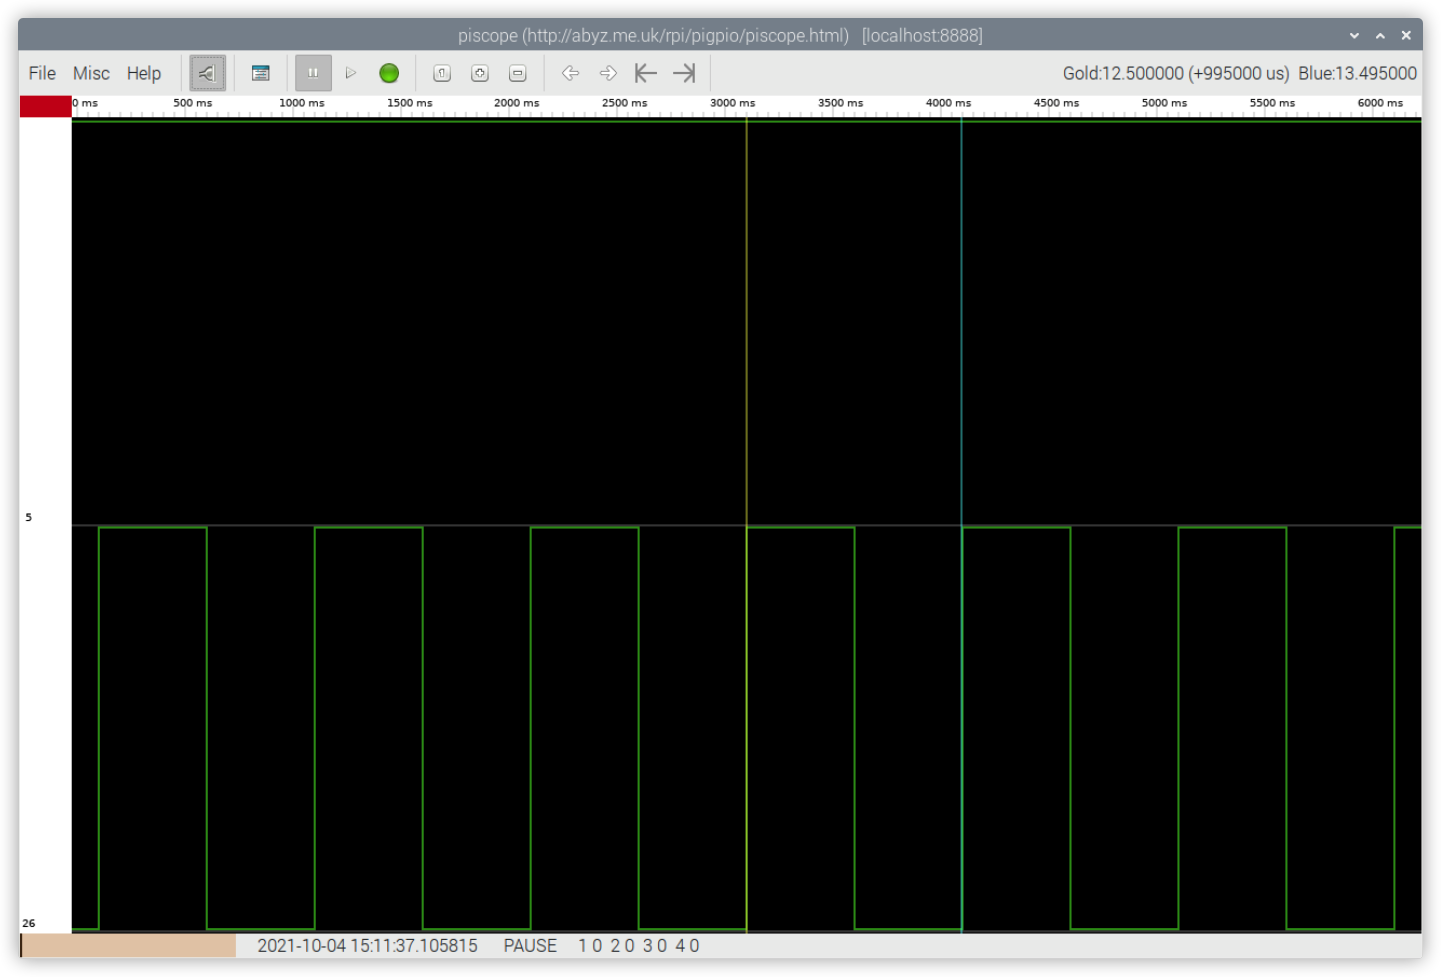 piscope (http://abyz.me.uk/rpi/pigpio/piscope.html) [localhost:8888]
File Misc Help Gold:12.500000 (+995000 us) Blue:13.495000
0 ms 500 ms 1000 ms 1500 ms 2000 ms 2500 ms 3000 ms 3500 ms 4000 ms 4500 ms 5000 ms 5500 ms 6000 ms
5
26
2021-10-04 15:11:37.105815 PAUSE 1 0 2 0 3 0 4 0